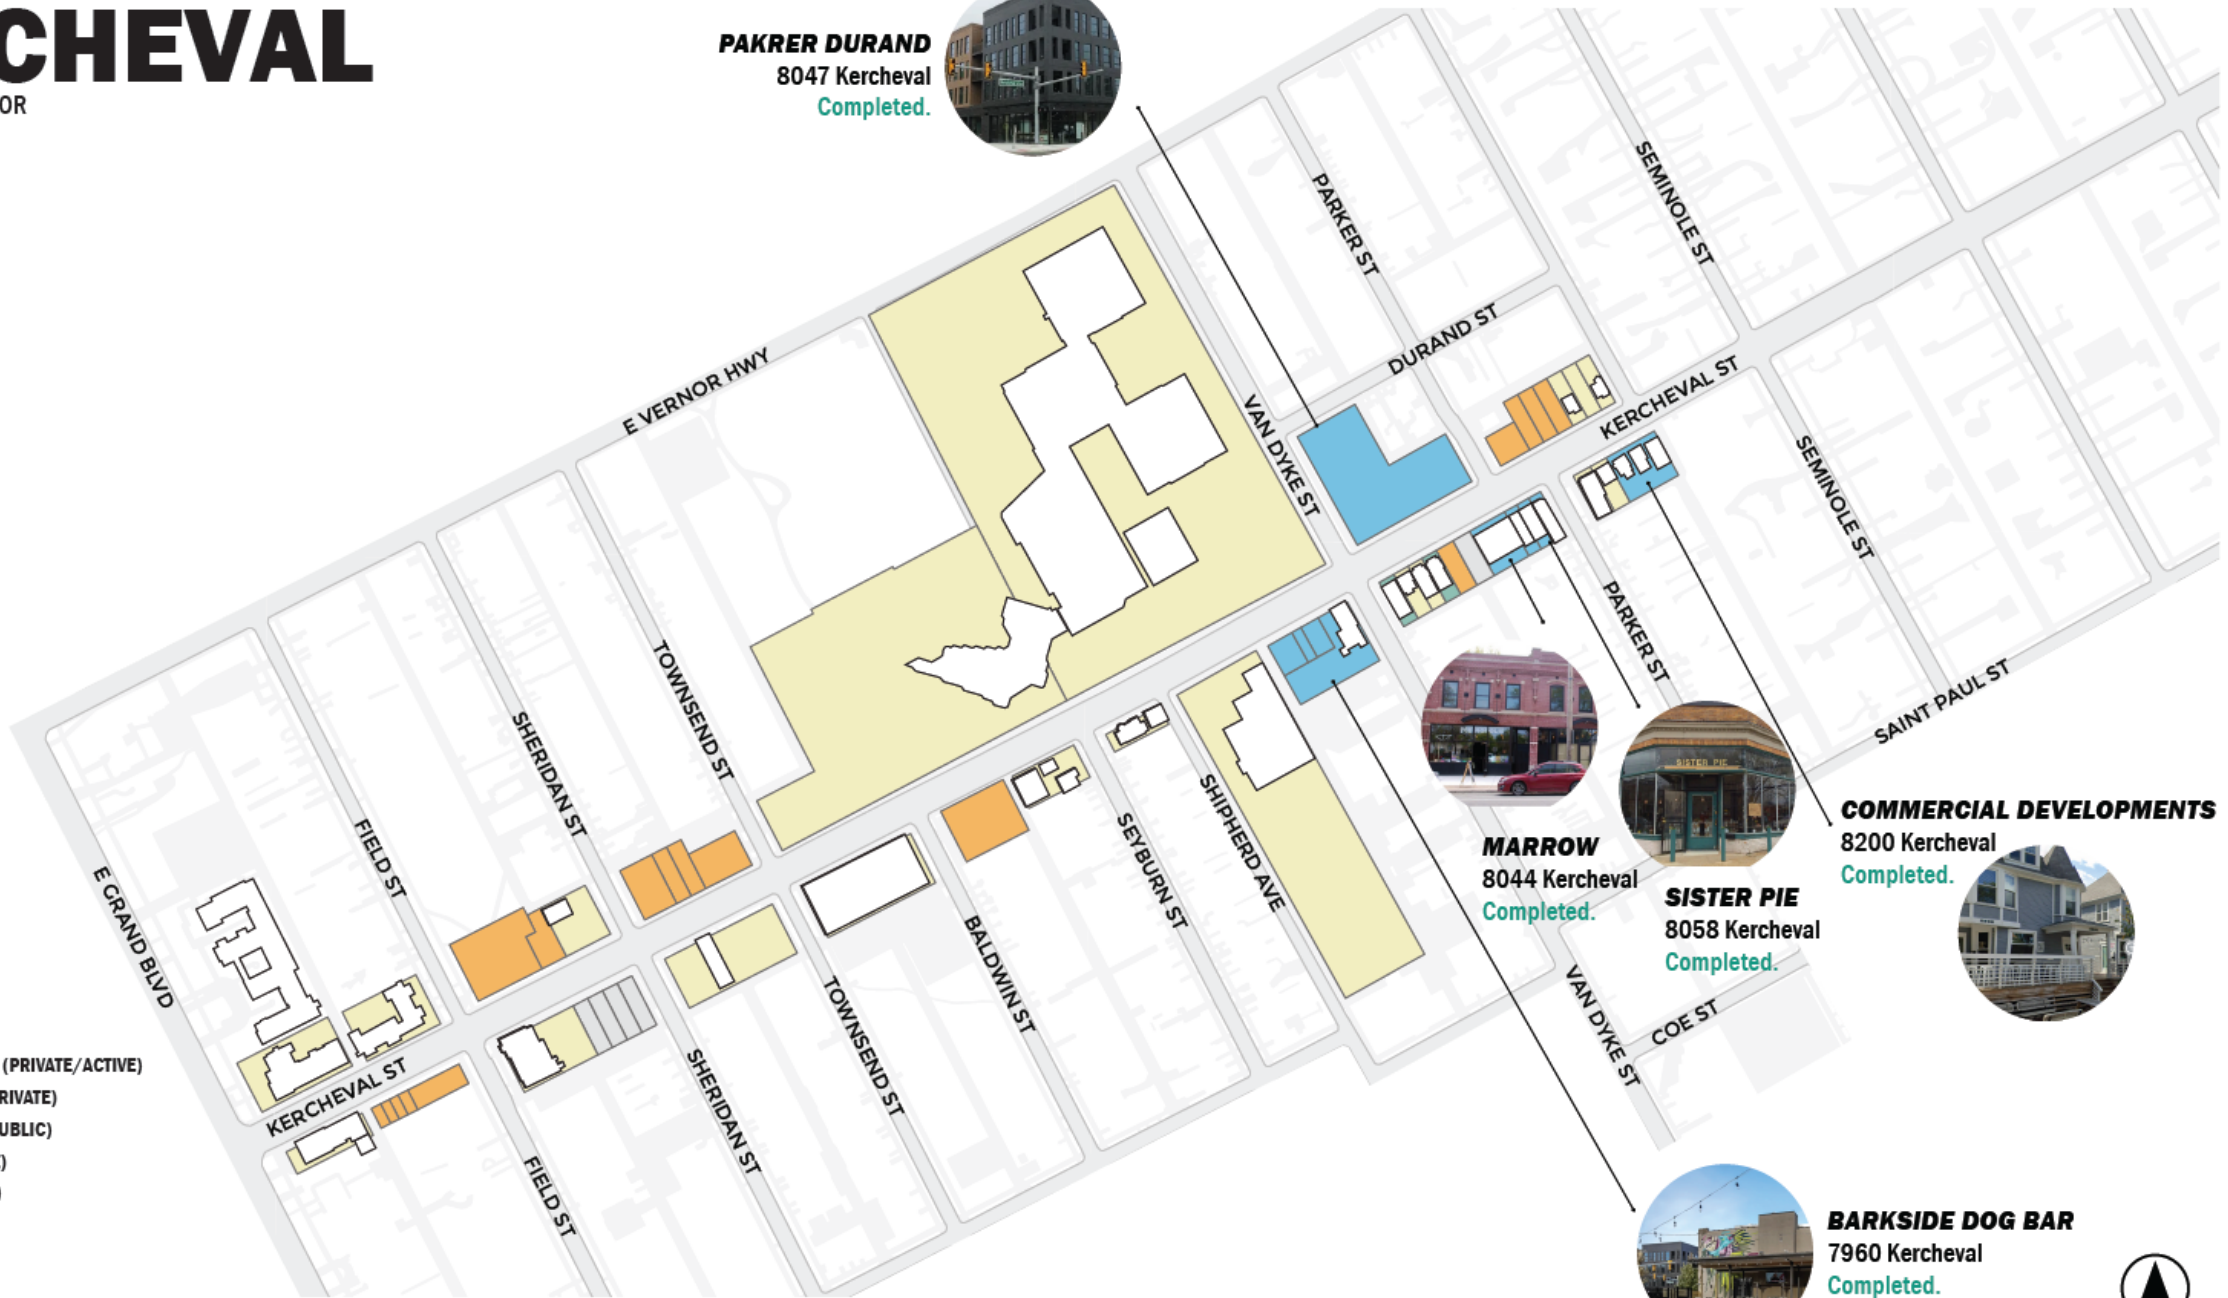 CHEVAL
OR
PAKRER DURAND
8047 Kercheval
Completed.
PARKER ST
SEMINOLE ST
DURAND ST
E VERNOR HWY
VAN DYKE ST
KERCHEVAL ST
SEMINOLE ST
PARKER ST
TOWNSEND ST
SHERIDAN ST
SAINT PAUL ST
SISTER PIE
FIELD ST
SHIPHERD AVE
SEYBURN ST
E GRAND BLVD
BALDWIN ST
MARROW
8044 Kercheval
Completed.
SISTER PIE
8058 Kercheval
Completed.
COMMERCIAL DEVELOPMENTS
8200 Kercheval
Completed.
VAN DYKE ST
COE ST
TOWNSEND ST
SHERIDAN ST
KERCHEVAL ST
FIELD ST
(PRIVATE/ACTIVE)
RIVATE)
UBLIC)
)
BARKSIDE DOG BAR
7960 Kercheval
Completed.